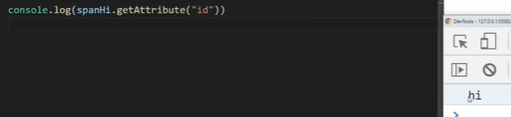 console.log(spanHi.getAttribute("id"))
DevTools - 127.0.0.1:5500/
hi